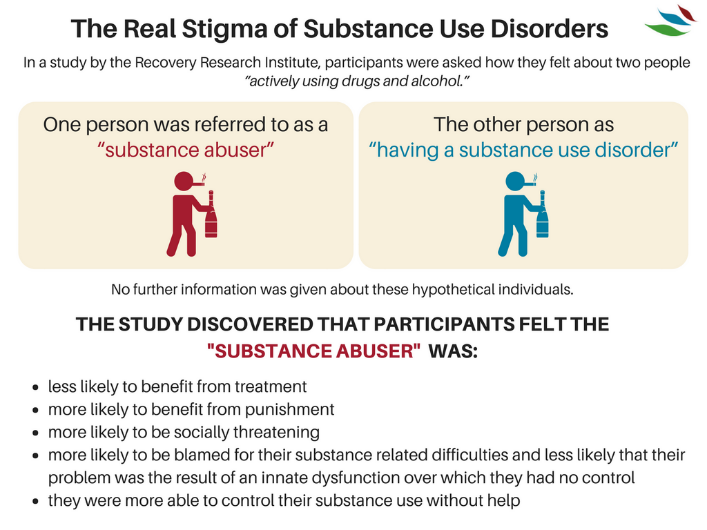 The Real Stigma of Substance Use Disorders
In a study by the Recovery Research Institute, participants were asked how they felt about two people
"actively using drugs and alcohol."
One person was referred to as a
"substance abuser"
The other person as
"having a substance use disorder"
No further information was given about these hypothetical individuals.
THE STUDY DISCOVERED THAT PARTICIPANTS FELT THE
"SUBSTANCE ABUSER" WAS:
• less likely to benefit from treatment
• more likely to benefit from punishment
• more likely to be socially threatening
• more likely to be blamed for their substance related difficulties and less likely that their
problem was the result of an innate dysfunction over which they had no control
• they were more able to control their substance use without help